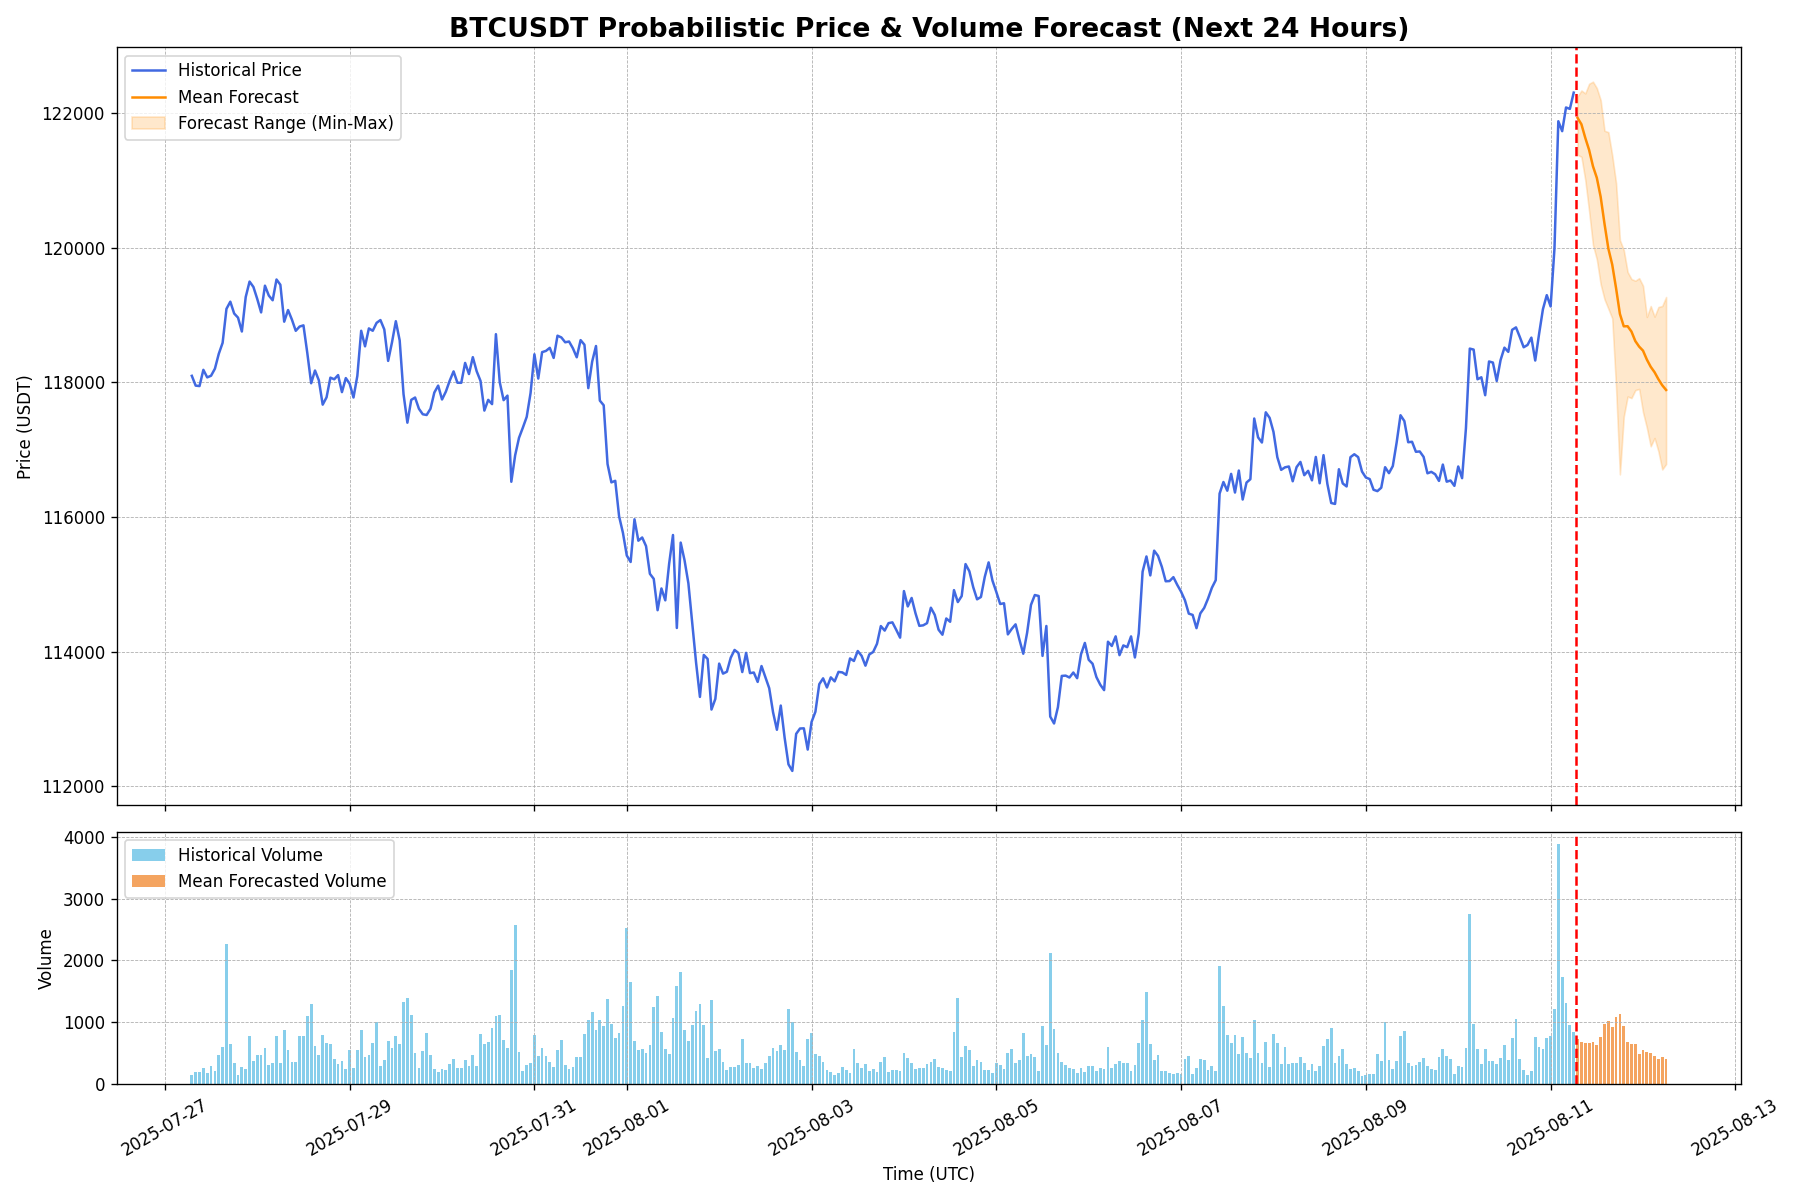 BTCUSDT Probabilistic Price & Volume Forecast (Next 24 Hours)
Historical Price
Mean Forecast
Forecast Range (Min-Max)
Price (USDT)
122000
120000
118000
116000
114000
112000
Historical Volume
Mean Forecasted Volume
Volume
4000
3000
2000
1000
0
2025-07-27
2025-07-29
2025-07-31
2025-08-01
2025-08-03
2025-08-05
2025-08-07
2025-08-09
2025-08-11
2025-08-13
Time (UTC)